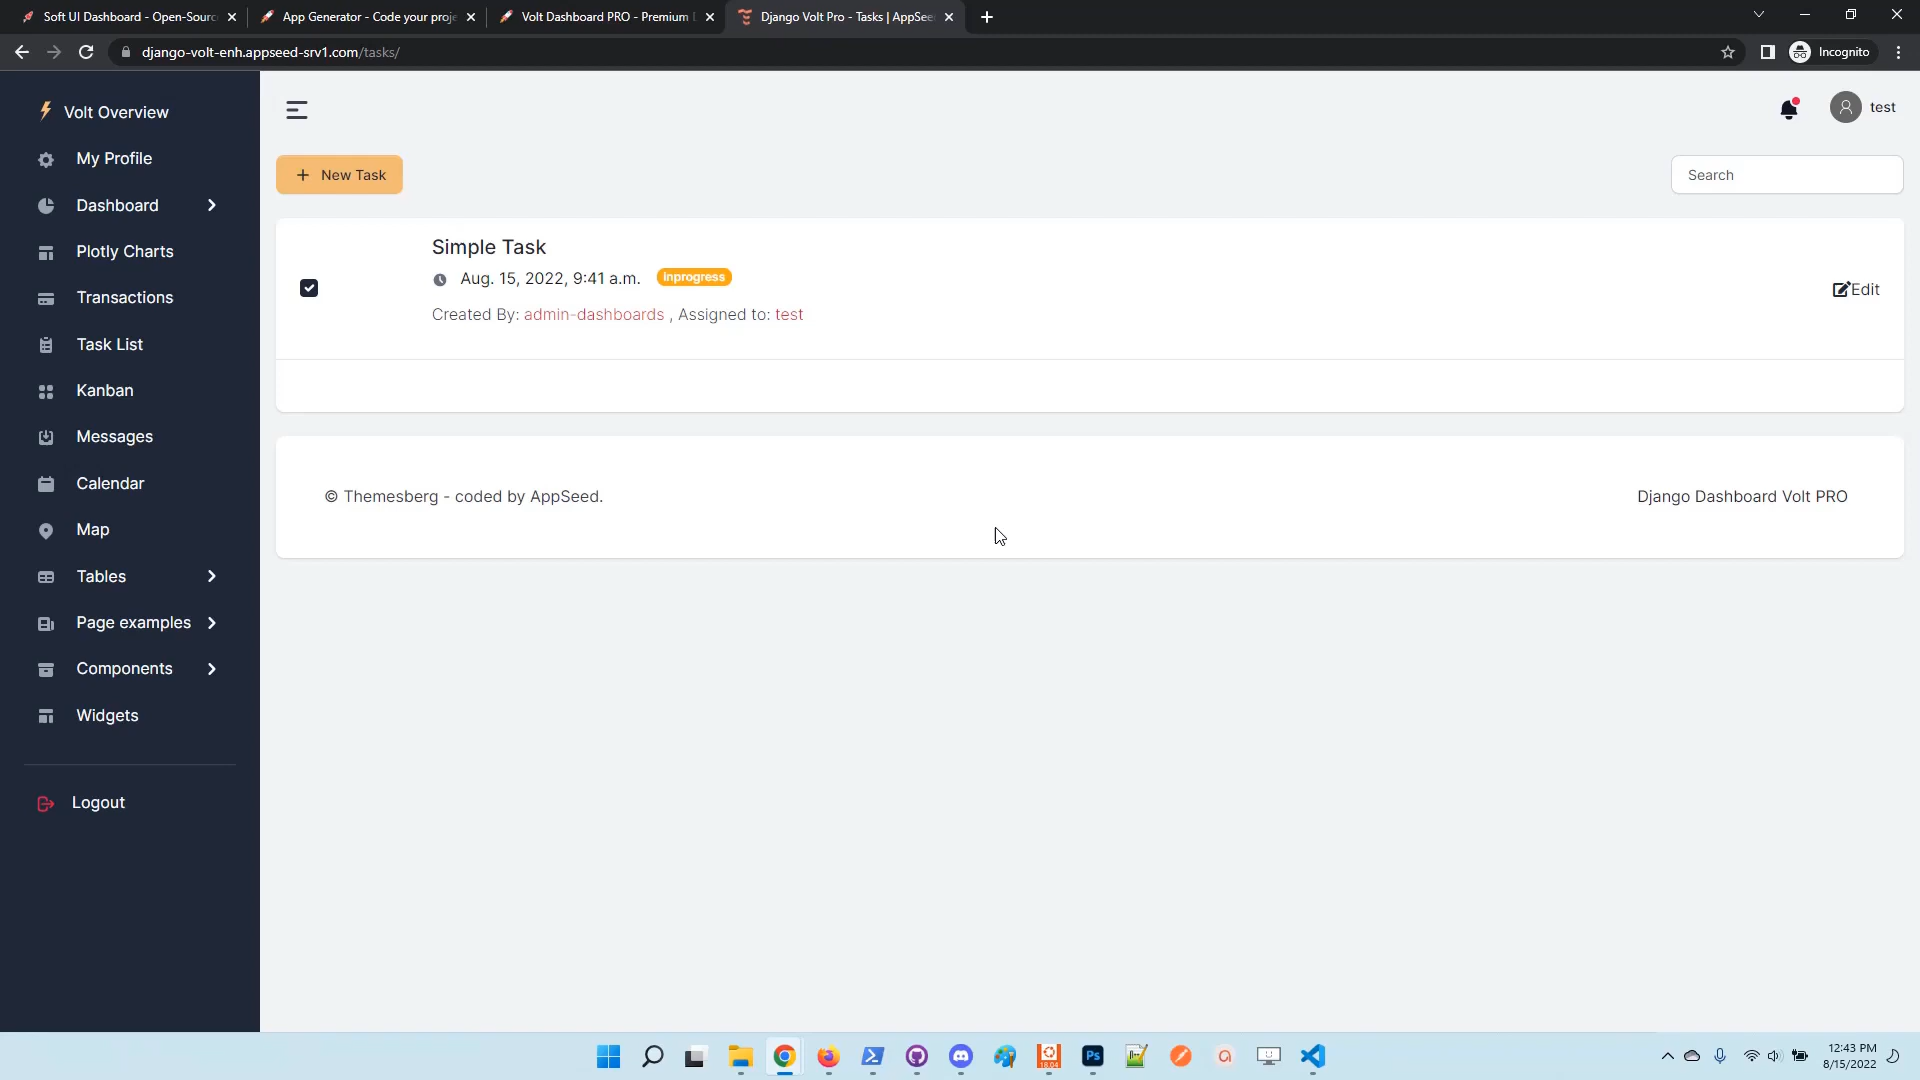 Soft UI Dashboard - Open-Sourc
App Generator - Code your proje
Volt Dashboard PRO - Premium
Django Volt Pro - Tasks | AppSee
django-volt-enh.appseed-srv1.com/tasks/
Incognito
Volt Overview
My Profile
Dashboard
Plotly Charts
Transactions
Task List
Kanban
Messages
Calendar
Map
Tables
Page examples
Components
Widgets
Logout
test
New Task
Search
Simple Task
Aug. 15, 2022, 9:41 a.m. Inprogress
Created By: admin-dashboards , Assigned to: test
Edit
© Themesberg - coded by AppSeed.
Django Dashboard Volt PRO
18.04
Ps
12:43 PM
8/15/2022